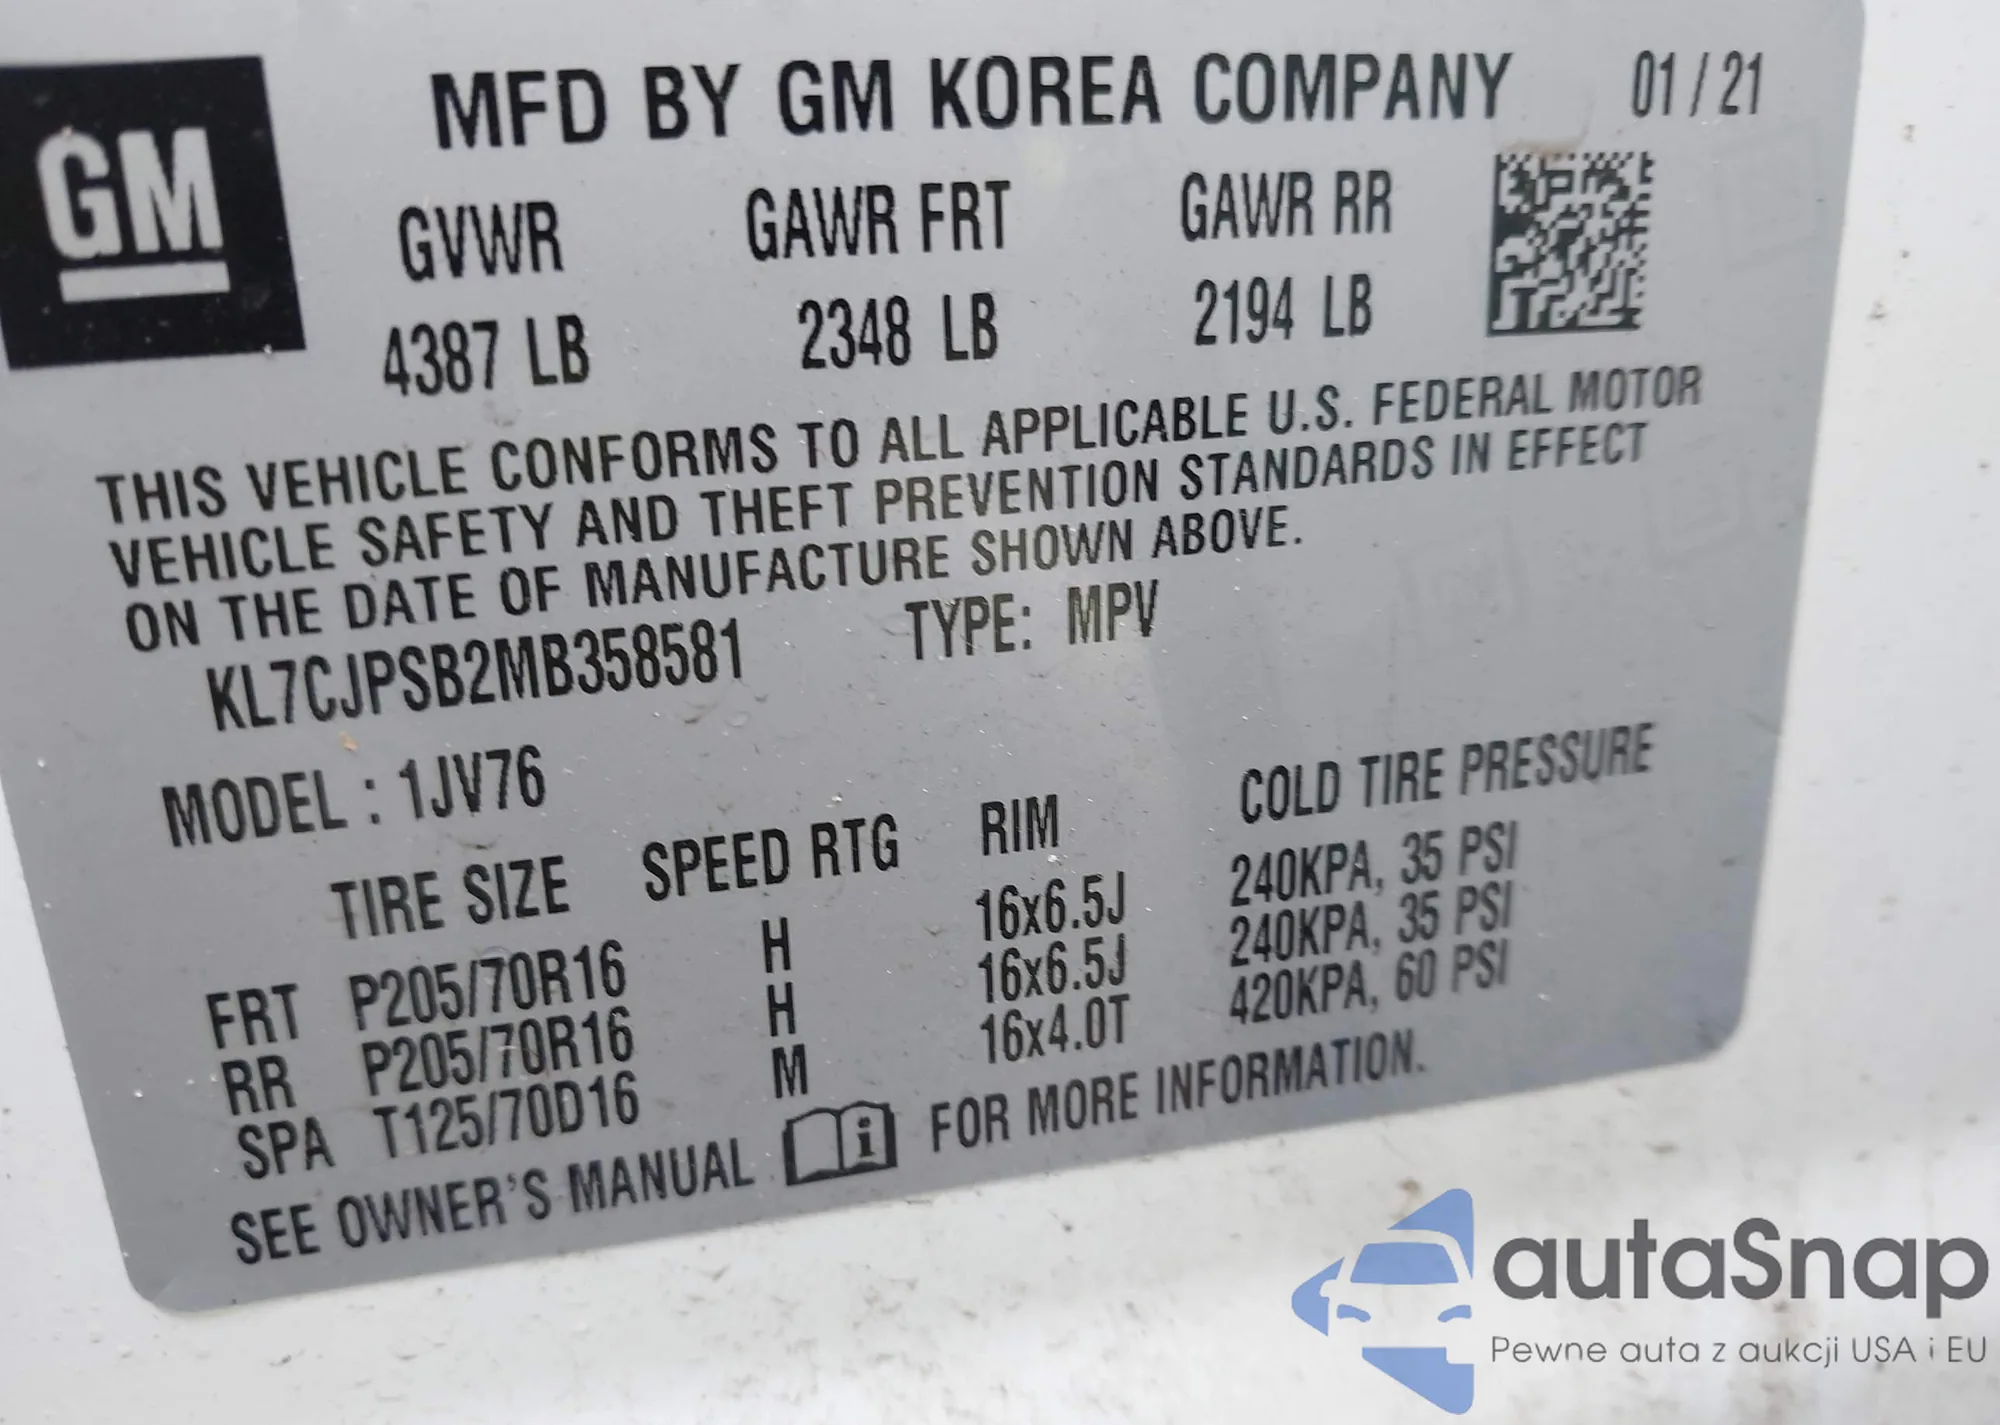 GM
MFD BY GM KOREA COMPANY 01 / 21
GVWR GAWR FRT GAWR RR
4387 LB 2348 LB 2194 LB
THIS VEHICLE CONFORMS TO ALL APPLICABLE U.S. FEDERAL MOTOR
VEHICLE SAFETY AND THEFT PREVENTION STANDARDS IN EFFECT
ON THE DATE OF MANUFACTURE SHOWN ABOVE.
KL7CJPSB2MB358581 TYPE: MPV
MODEL : 1JV76
TIRE SIZE SPEED RTG RIM COLD TIRE PRESSURE
FRT P205/70R16 H 16x6.5J 240KPA, 35 PSI
RR P205/70R16 H 16x6.5J 240KPA, 35 PSI
SPA T125/70D16 M 16x4.0T 420KPA, 60 PSI
SEE OWNER'S MANUAL i FOR MORE INFORMATION.
autaSnap
Pewne auta z aukcji USA i EU